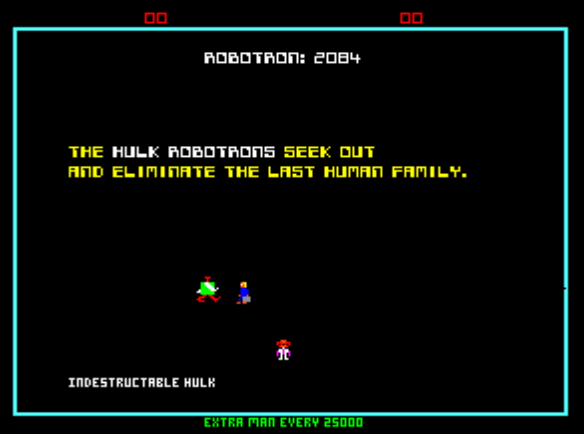 00 00
ROBOTRON: 2084
THE HULK ROBOTRONS SEEK OUT
AND ELIMINATE THE LAST HUMAN FAMILY.
INDESTRUCTABLE HULK
EXTRA MAN EVERY 25000